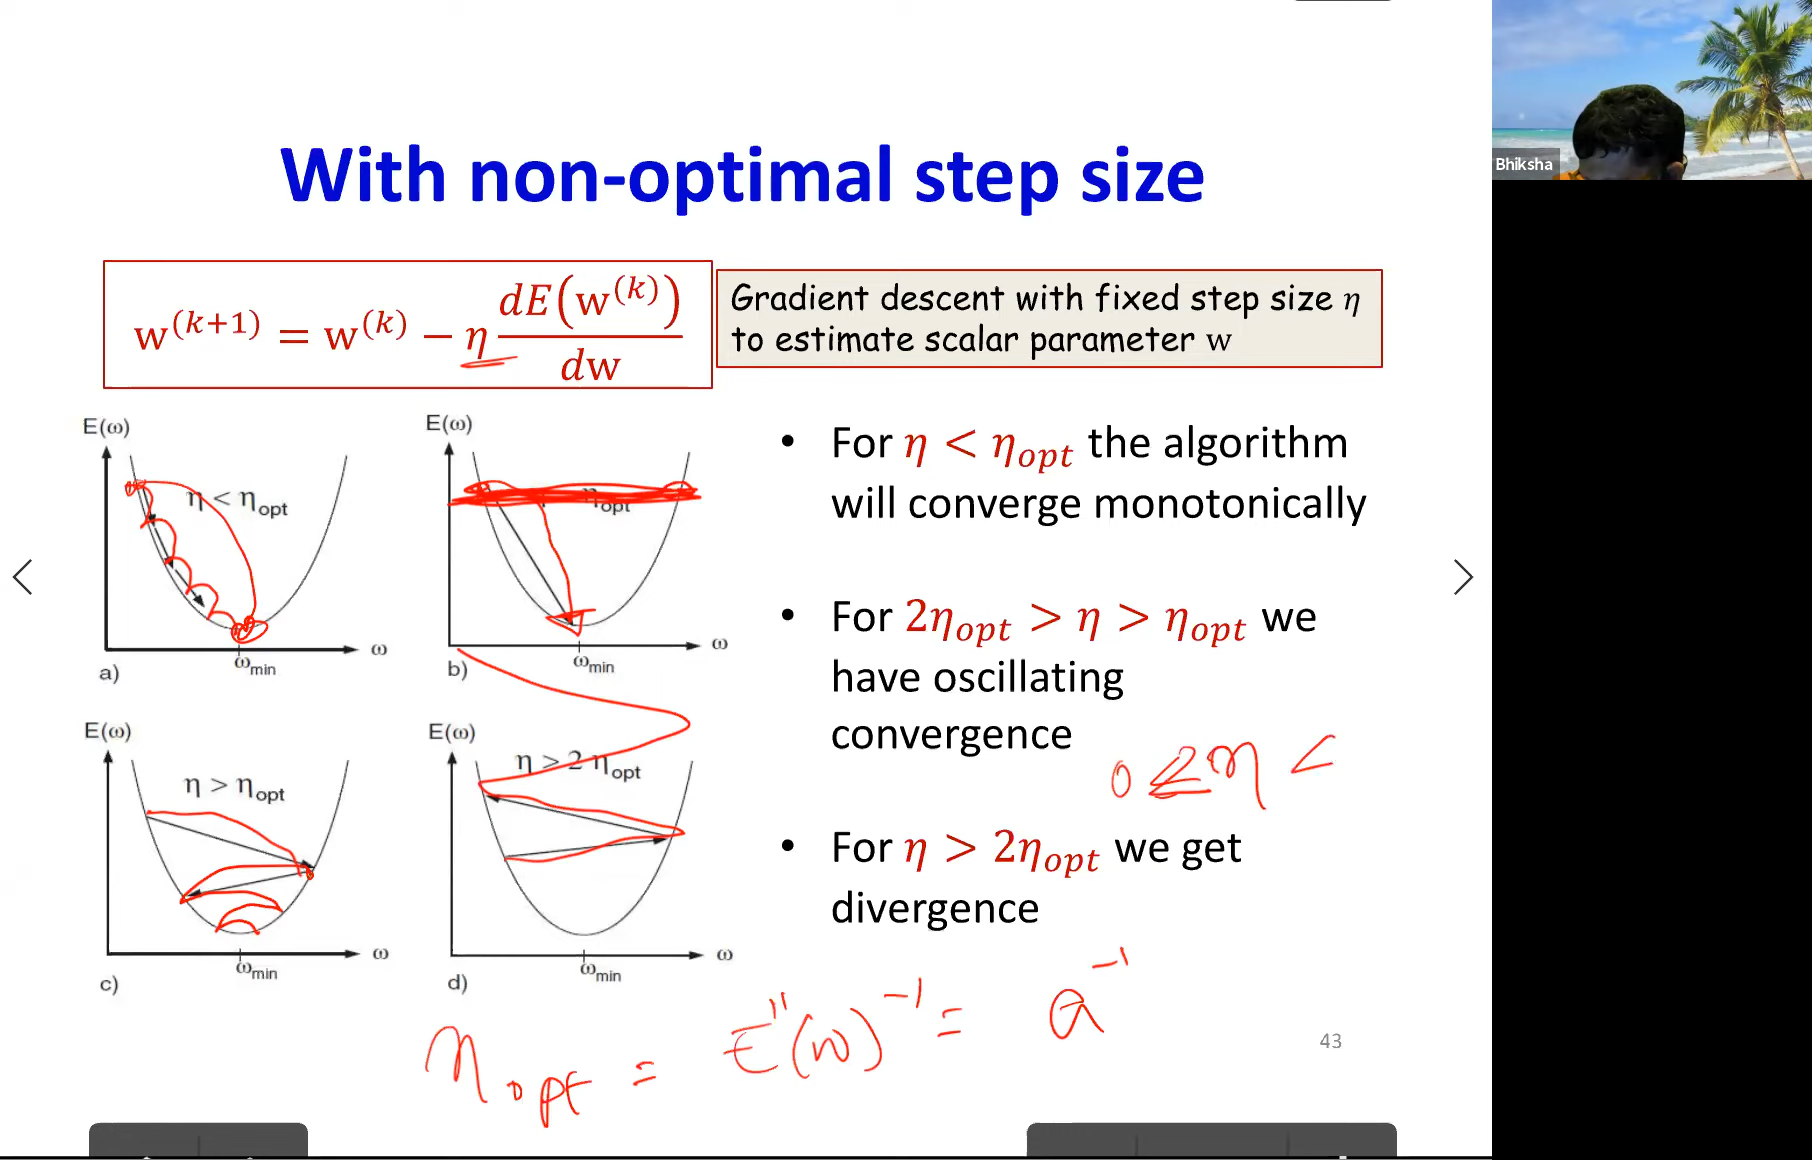 Bhiksha
With non-optimal step size
w^(k+1) = w^(k) − η dE(w^(k))/dw
Gradient descent with fixed step size η
to estimate scalar parameter w
E(ω)
η < η_opt
ω
ω_min
a)
E(ω)
opt
ω
ω_min
b)
E(ω)
η > η_opt
ω
ω_min
c)
E(ω)
η > 2 η_opt
ω
ω_min
d)
• For η < η_opt the algorithm
will converge monotonically
• For 2η_opt > η > η_opt we
have oscillating
convergence
0 ≤ η <
• For η > 2η_opt we get
divergence
η_opt = E''(w)^-1 = a^-1
43